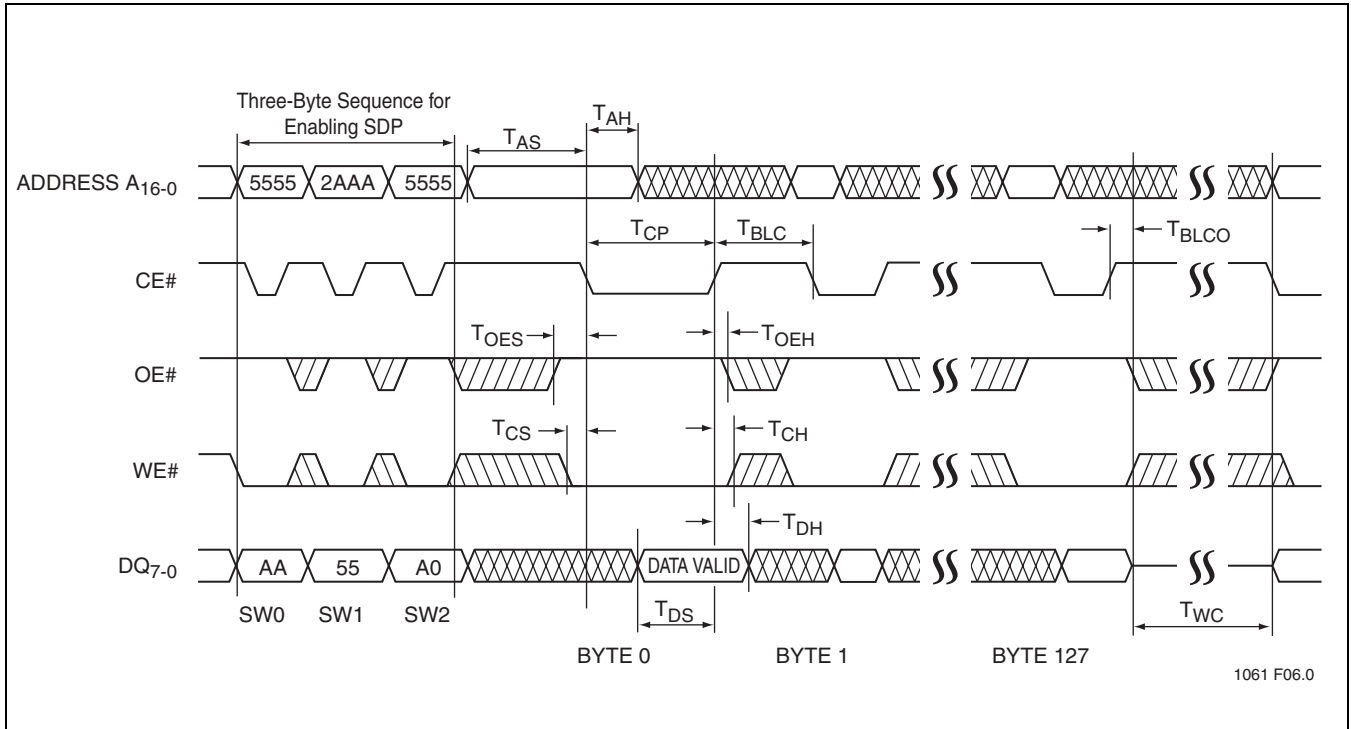 Three-Byte Sequence for
Enabling SDP
TAS
TAH
ADDRESS A16-0
5555
2AAA
5555
TCP
TBLC
TBLCO
CE#
TOES
TOEH
OE#
TCS
TCH
WE#
TDH
DQ7-0
AA
55
A0
DATA VALID
SW0
SW1
SW2
TDS
TWC
BYTE 0
BYTE 1
BYTE 127
1061 F06.0